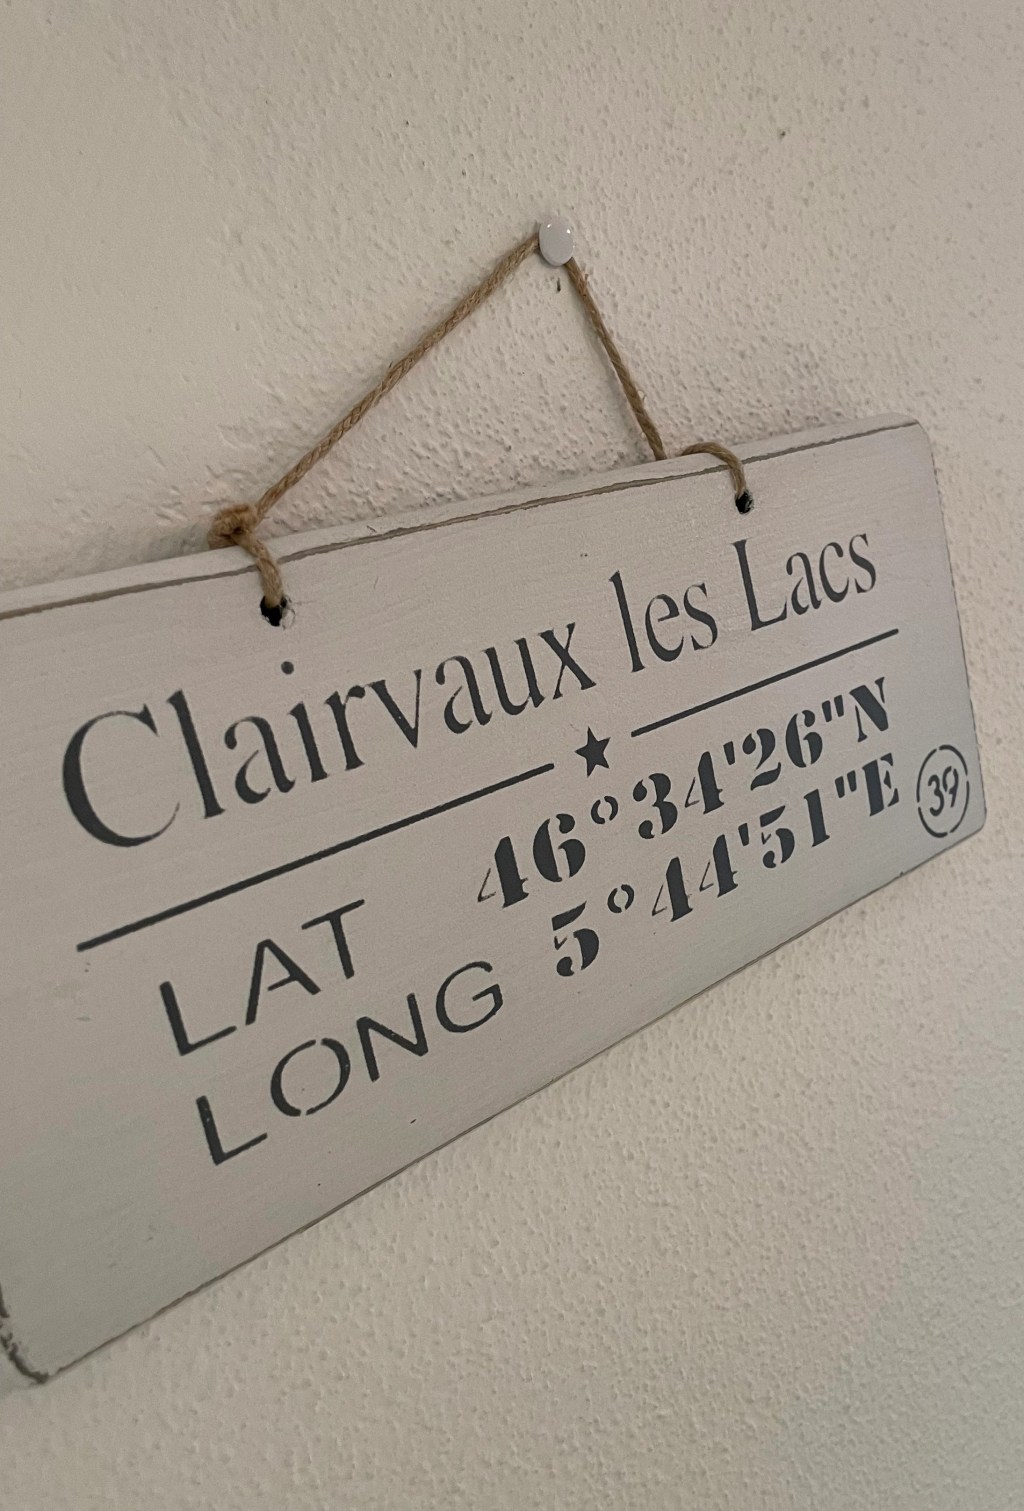 Clairvaux les Lacs
LAT 46°34'26"N
LONG 5°44'51"E
39